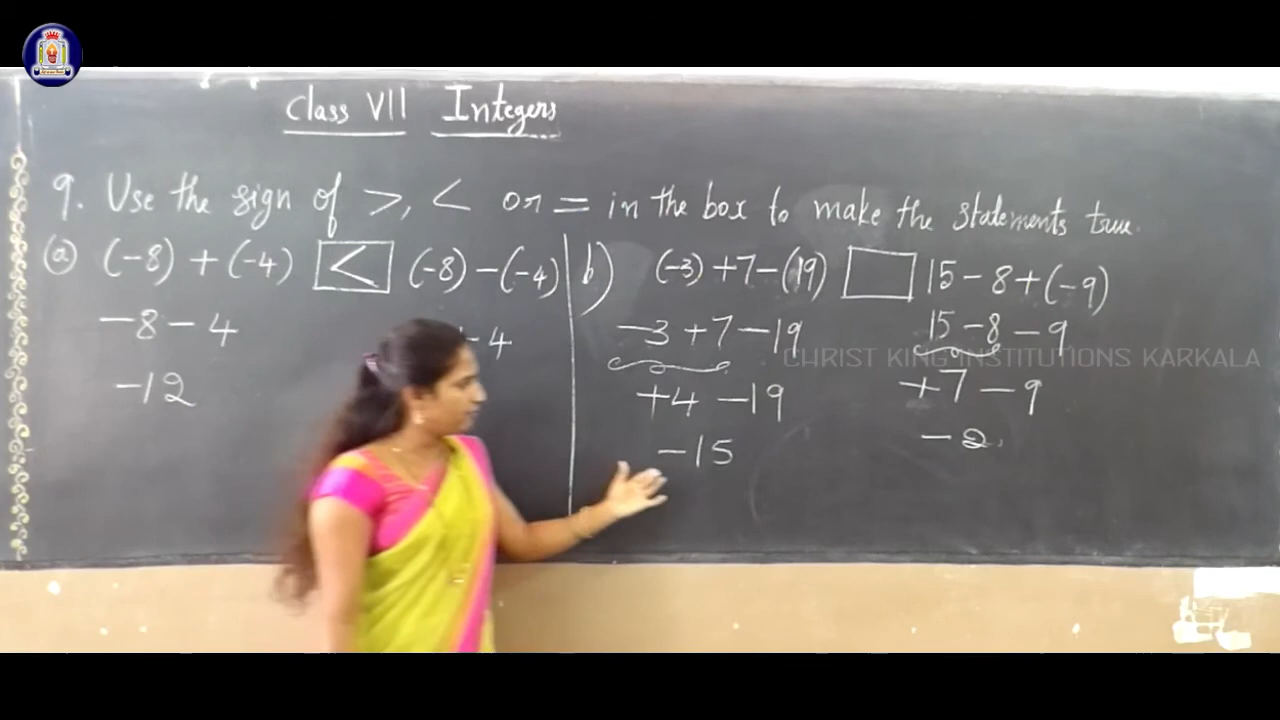 Class VII Integers
9. Use the sign of >, < or = in the box to make the statements true.
(a) (-8) + (-4) < (-8) - (-4)
-8 - 4
-12
b) (-3) + 7 - (19) 15 - 8 + (-9)
-3 + 7 - 19 15 - 8 - 9
+4 - 19 +7 - 9
-15 -2
CHRIST KING INSTITUTIONS KARKALA